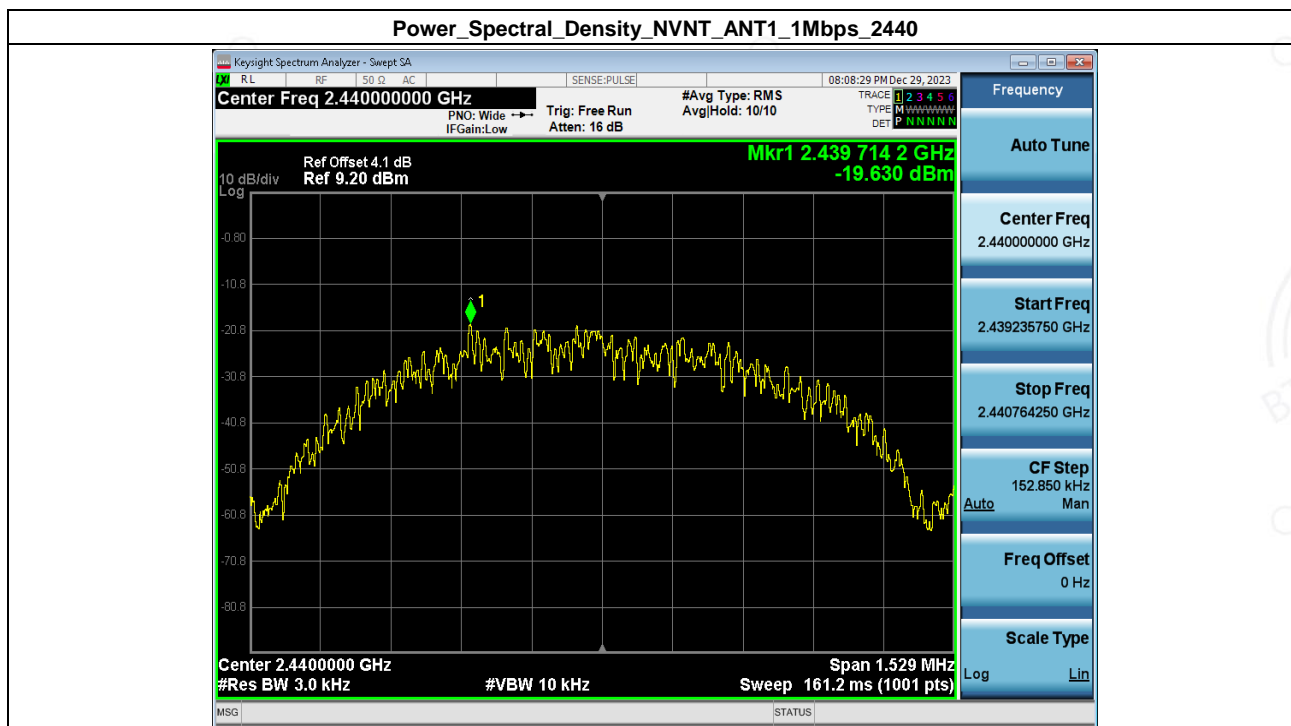 Power_Spectral_Density_NVNT_ANT1_1Mbps_2440
Keysight Spectrum Analyzer - Swept SA
LXI RL RF 50 Ω AC SENSE:PULSE 08:08:29 PM Dec 29, 2023
Center Freq 2.440000000 GHz
PNO: Wide
IFGain:Low
Trig: Free Run
Atten: 16 dB
#Avg Type: RMS
Avg|Hold: 10/10
TRACE 1 2 3 4 5 6
TYPE M WWWWW
DET P N N N N N
Ref Offset 4.1 dB
10 dB/div Ref 9.20 dBm
Log
Mkr1 2.439 714 2 GHz
-19.630 dBm
1
-0.80
-10.8
-20.8
-30.8
-40.8
-50.8
-60.8
-70.8
-80.8
Center 2.4400000 GHz Span 1.529 MHz
#Res BW 3.0 kHz #VBW 10 kHz Sweep 161.2 ms (1001 pts)
MSG STATUS
Frequency
Auto Tune
Center Freq
2.440000000 GHz
Start Freq
2.439235750 GHz
Stop Freq
2.440764250 GHz
CF Step
152.850 kHz
Auto Man
Freq Offset
0 Hz
Scale Type
Log Lin